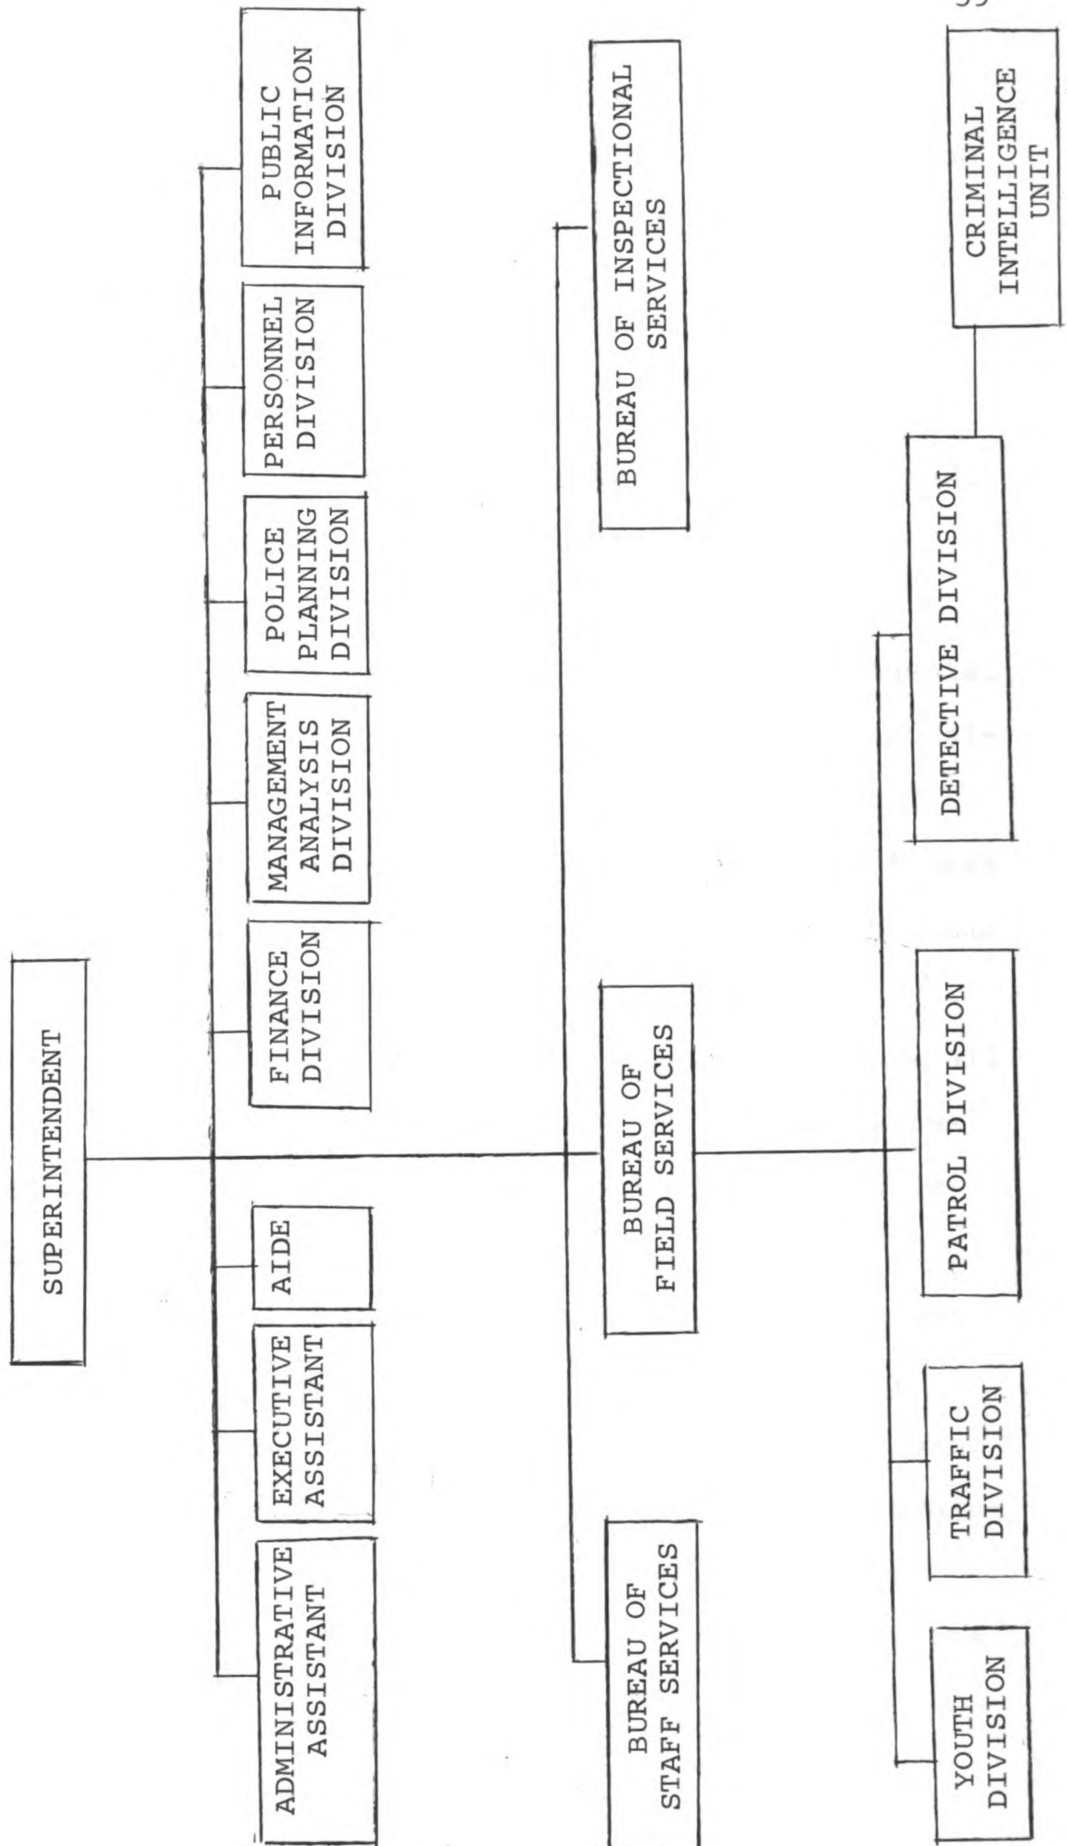 SUPERINTENDENT
ADMINISTRATIVE
ASSISTANT
EXECUTIVE
ASSISTANT
AIDE
FINANCE
DIVISION
MANAGEMENT
ANALYSIS
DIVISION
POLICE
PLANNING
DIVISION
PERSONNEL
DIVISION
PUBLIC
INFORMATION
DIVISION
BUREAU OF
STAFF SERVICES
BUREAU OF
FIELD SERVICES
BUREAU OF INSPECTIONAL
SERVICES
YOUTH
DIVISION
TRAFFIC
DIVISION
PATROL DIVISION
DETECTIVE DIVISION
CRIMINAL
INTELLIGENCE
UNIT